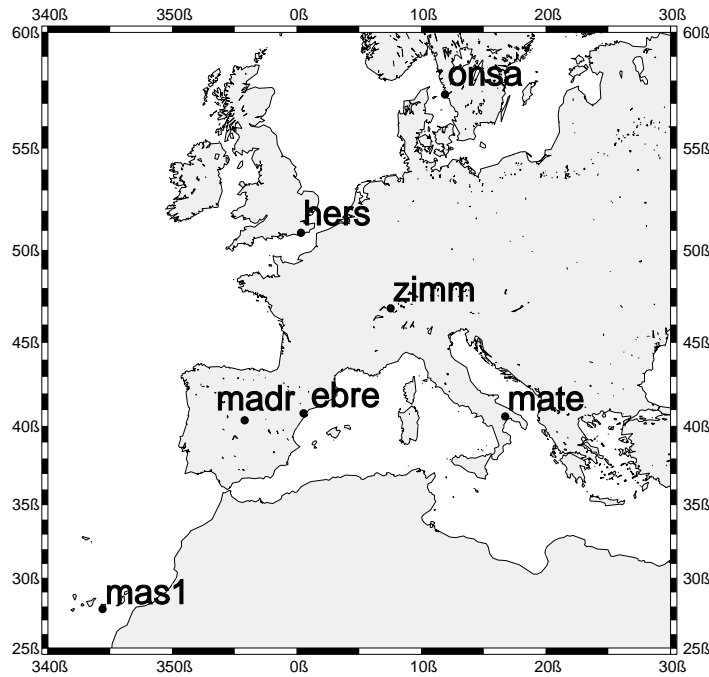 340ß 350ß 0ß 10ß 20ß 30ß
60ß 60ß
onsa
55ß 55ß
hers
50ß 50ß
zimm
45ß 45ß
madr ebre mate
40ß 40ß
35ß 35ß
30ß 30ß
mas1
25ß 25ß
340ß 350ß 0ß 10ß 20ß 30ß